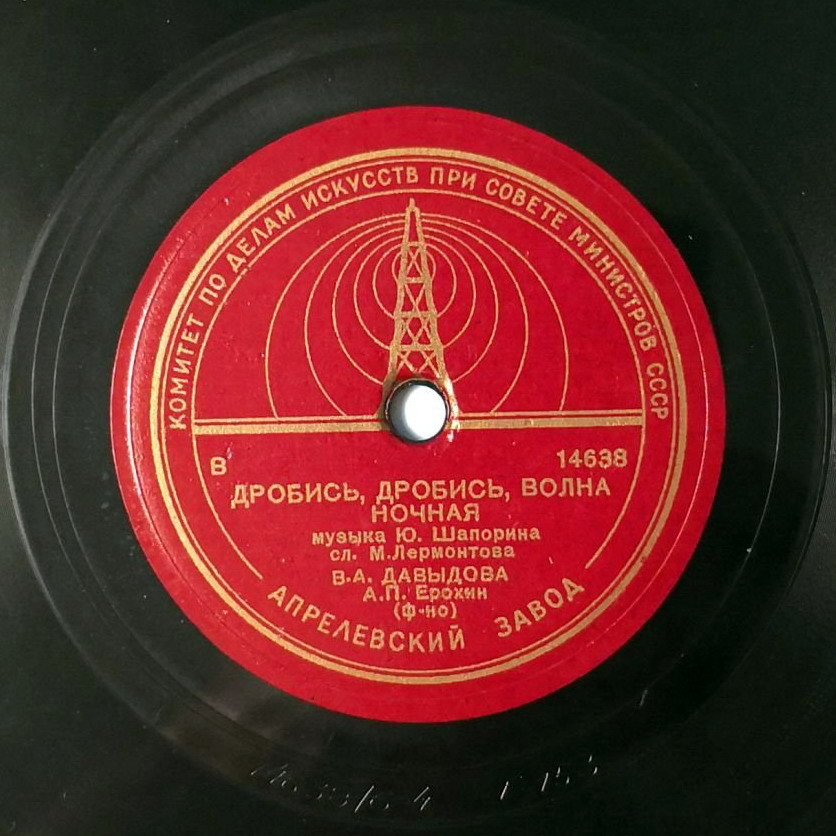 КОМИТЕТ ПО ДЕЛАМ ИСКУССТВ ПРИ СОВЕТЕ МИНИСТРОВ СССР
В 14638
ДРОБИСЬ, ДРОБИСЬ, ВОЛНА
НОЧНАЯ
музыка Ю. Шапорина
сл. М.Лермонтова
В.А. ДАВЫДОВА
А.П. Ерохин
(ф-но)
АПРЕЛЕВСКИЙ ЗАВОД